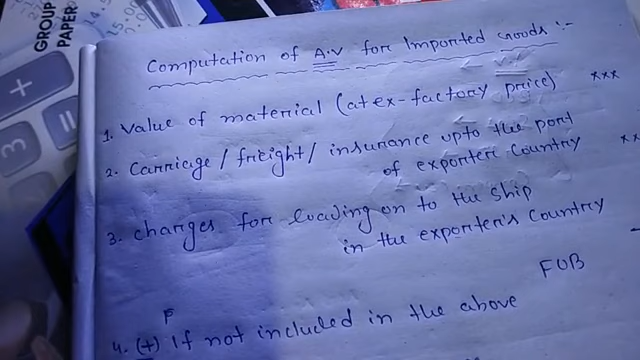 GROUP
PAPER
Computation of A.V for Imported Goods :-
1. Value of material (at ex-factory price) xxx
2. Carriage / freight / insurance upto the port
of exporter country xx
3. charges for loading on to the ship
in the exporter's country
FOB
4. (+) If not included in the above